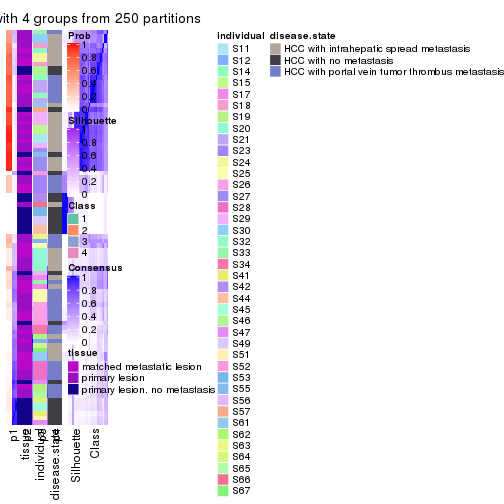 with 4 groups from 250 partitions
Prob
1
0.8
0.6
0.4
0.2
0
Silhouette
1
0.8
0.6
0.4
0.2
0
Class
1
2
3
4
Consensus
1
0.8
0.6
0.4
0.2
0
tissue
matched metastatic lesion
primary lesion
primary lesion. no metastasis
individual
S11
S12
S14
S15
S17
S18
S19
S20
S21
S23
S24
S25
S26
S27
S28
S29
S30
S32
S33
S34
S41
S42
S44
S45
S46
S47
S49
S51
S52
S53
S55
S56
S57
S61
S62
S63
S64
S65
S66
S67
disease.state
HCC with intrahepatic spread metastasis
HCC with no metastasis
HCC with portal vein tumor thrombus metastasis
p1
tissue
individual
disease.state
Silhouette
Class